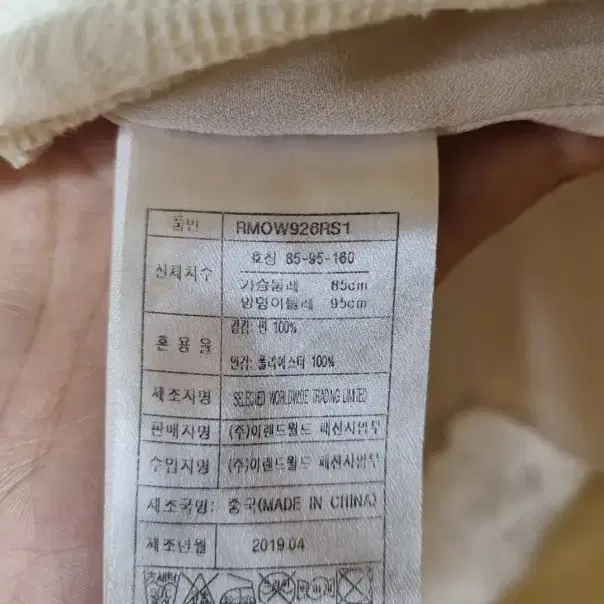 품번 RMOW926RS1
신체치수 호칭 85-95-160
가슴둘레 85cm
엉덩이둘레 95cm
혼용율 겉감: 면 100%
안감: 폴리에스터 100%
제조자명 SELECTED WORLDWIDE TRADING LIMITED
판매자명 (주)이랜드월드 패션사업부
수입자명 (주)이랜드월드 패션사업부
제조국명: 중국(MADE IN CHINA)
제조년월 2019.04